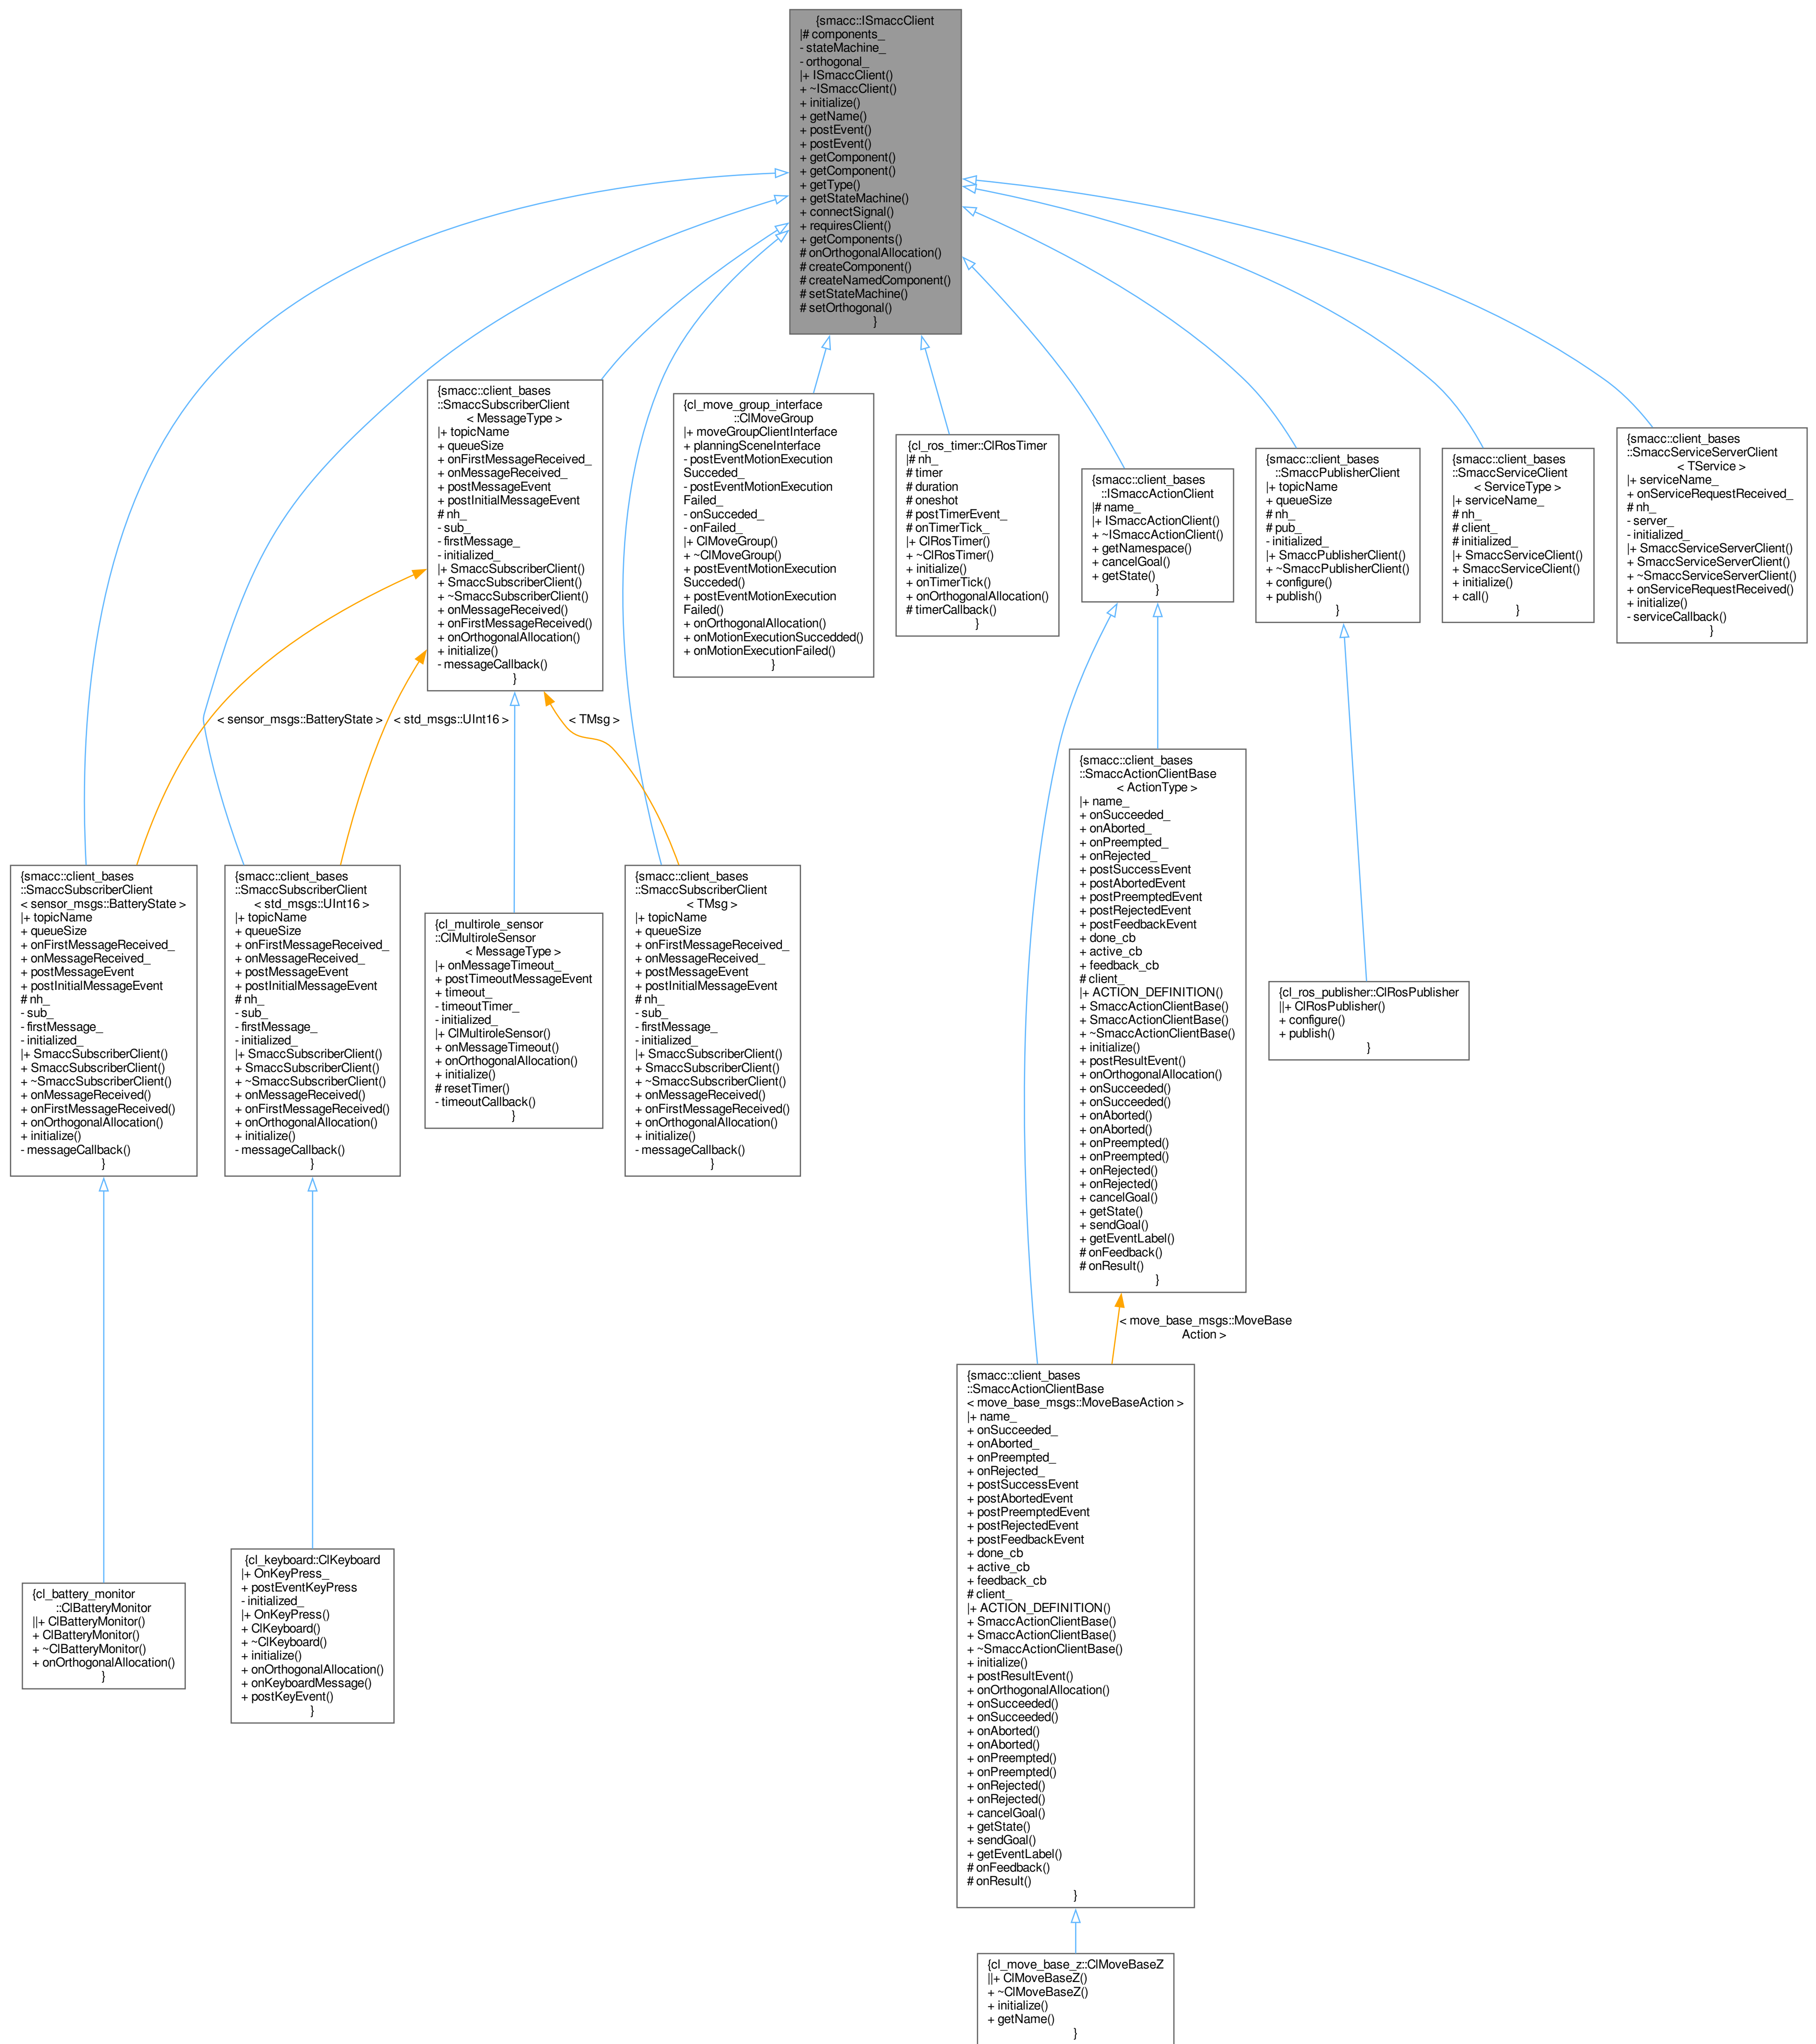 {smacc::ISmaccClient
|# components_
- stateMachine_
- orthogonal_
|+ ISmaccClient()
+ ~ISmaccClient()
+ initialize()
+ getName()
+ postEvent()
+ postEvent()
+ getComponent()
+ getComponent()
+ getType()
+ getStateMachine()
+ connectSignal()
+ requiresClient()
+ getComponents()
# onOrthogonalAllocation()
# createComponent()
# createNamedComponent()
# setStateMachine()
# setOrthogonal()
}
{smacc::client_bases
::SmaccSubscriberClient
< MessageType >
|+ topicName
+ queueSize
+ onFirstMessageReceived_
+ onMessageReceived_
+ postMessageEvent
+ postInitialMessageEvent
# nh_
- sub_
- firstMessage_
- initialized_
|+ SmaccSubscriberClient()
+ SmaccSubscriberClient()
+ ~SmaccSubscriberClient()
+ onMessageReceived()
+ onFirstMessageReceived()
+ onOrthogonalAllocation()
+ initialize()
- messageCallback()
}
{cl_move_group_interface
::ClMoveGroup
|+ moveGroupClientInterface
+ planningSceneInterface
- postEventMotionExecution
Succeded_
- postEventMotionExecution
Failed_
- onSucceded_
- onFailed_
|+ ClMoveGroup()
+ ~ClMoveGroup()
+ postEventMotionExecution
Succeded()
+ postEventMotionExecution
Failed()
+ onOrthogonalAllocation()
+ onMotionExecutionSuccedded()
+ onMotionExecutionFailed()
}
{cl_ros_timer::ClRosTimer
|# nh_
# timer
# duration
# oneshot
# postTimerEvent_
# onTimerTick_
|+ ClRosTimer()
+ ~ClRosTimer()
+ initialize()
+ onTimerTick()
+ onOrthogonalAllocation()
# timerCallback()
}
{smacc::client_bases
::ISmaccActionClient
|# name_
|+ ISmaccActionClient()
+ ~ISmaccActionClient()
+ getNamespace()
+ cancelGoal()
+ getState()
}
{smacc::client_bases
::SmaccPublisherClient
|+ topicName
+ queueSize
# nh_
# pub_
- initialized_
|+ SmaccPublisherClient()
+ ~SmaccPublisherClient()
+ configure()
+ publish()
}
{smacc::client_bases
::SmaccServiceClient
< ServiceType >
|+ serviceName_
# nh_
# client_
# initialized_
|+ SmaccServiceClient()
+ SmaccServiceClient()
+ initialize()
+ call()
}
{smacc::client_bases
::SmaccServiceServerClient
< TService >
|+ serviceName_
+ onServiceRequestReceived_
# nh_
- server_
- initialized_
|+ SmaccServiceServerClient()
+ SmaccServiceServerClient()
+ ~SmaccServiceServerClient()
+ onServiceRequestReceived()
+ initialize()
- serviceCallback()
}
< sensor_msgs::BatteryState >
< std_msgs::UInt16 >
< TMsg >
{smacc::client_bases
::SmaccSubscriberClient
< sensor_msgs::BatteryState >
|+ topicName
+ queueSize
+ onFirstMessageReceived_
+ onMessageReceived_
+ postMessageEvent
+ postInitialMessageEvent
# nh_
- sub_
- firstMessage_
- initialized_
|+ SmaccSubscriberClient()
+ SmaccSubscriberClient()
+ ~SmaccSubscriberClient()
+ onMessageReceived()
+ onFirstMessageReceived()
+ onOrthogonalAllocation()
+ initialize()
- messageCallback()
}
{smacc::client_bases
::SmaccSubscriberClient
< std_msgs::UInt16 >
|+ topicName
+ queueSize
+ onFirstMessageReceived_
+ onMessageReceived_
+ postMessageEvent
+ postInitialMessageEvent
# nh_
- sub_
- firstMessage_
- initialized_
|+ SmaccSubscriberClient()
+ SmaccSubscriberClient()
+ ~SmaccSubscriberClient()
+ onMessageReceived()
+ onFirstMessageReceived()
+ onOrthogonalAllocation()
+ initialize()
- messageCallback()
}
{cl_multirole_sensor
::ClMultiroleSensor
< MessageType >
|+ onMessageTimeout_
+ postTimeoutMessageEvent
+ timeout_
- timeoutTimer_
- initialized_
|+ ClMultiroleSensor()
+ onMessageTimeout()
+ onOrthogonalAllocation()
+ initialize()
# resetTimer()
- timeoutCallback()
}
{smacc::client_bases
::SmaccSubscriberClient
< TMsg >
|+ topicName
+ queueSize
+ onFirstMessageReceived_
+ onMessageReceived_
+ postMessageEvent
+ postInitialMessageEvent
# nh_
- sub_
- firstMessage_
- initialized_
|+ SmaccSubscriberClient()
+ SmaccSubscriberClient()
+ ~SmaccSubscriberClient()
+ onMessageReceived()
+ onFirstMessageReceived()
+ onOrthogonalAllocation()
+ initialize()
- messageCallback()
}
{smacc::client_bases
::SmaccActionClientBase
< ActionType >
|+ name_
+ onSucceeded_
+ onAborted_
+ onPreempted_
+ onRejected_
+ postSuccessEvent
+ postAbortedEvent
+ postPreemptedEvent
+ postRejectedEvent
+ postFeedbackEvent
+ done_cb
+ active_cb
+ feedback_cb
# client_
|+ ACTION_DEFINITION()
+ SmaccActionClientBase()
+ SmaccActionClientBase()
+ ~SmaccActionClientBase()
+ initialize()
+ postResultEvent()
+ onOrthogonalAllocation()
+ onSucceeded()
+ onSucceeded()
+ onAborted()
+ onAborted()
+ onPreempted()
+ onPreempted()
+ onRejected()
+ onRejected()
+ cancelGoal()
+ getState()
+ sendGoal()
+ getEventLabel()
# onFeedback()
# onResult()
}
{cl_ros_publisher::ClRosPublisher
||+ ClRosPublisher()
+ configure()
+ publish()
}
< move_base_msgs::MoveBase
Action >
{smacc::client_bases
::SmaccActionClientBase
< move_base_msgs::MoveBaseAction >
|+ name_
+ onSucceeded_
+ onAborted_
+ onPreempted_
+ onRejected_
+ postSuccessEvent
+ postAbortedEvent
+ postPreemptedEvent
+ postRejectedEvent
+ postFeedbackEvent
+ done_cb
+ active_cb
+ feedback_cb
# client_
|+ ACTION_DEFINITION()
+ SmaccActionClientBase()
+ SmaccActionClientBase()
+ ~SmaccActionClientBase()
+ initialize()
+ postResultEvent()
+ onOrthogonalAllocation()
+ onSucceeded()
+ onSucceeded()
+ onAborted()
+ onAborted()
+ onPreempted()
+ onPreempted()
+ onRejected()
+ onRejected()
+ cancelGoal()
+ getState()
+ sendGoal()
+ getEventLabel()
# onFeedback()
# onResult()
}
{cl_battery_monitor
::ClBatteryMonitor
||+ ClBatteryMonitor()
+ ClBatteryMonitor()
+ ~ClBatteryMonitor()
+ onOrthogonalAllocation()
}
{cl_keyboard::ClKeyboard
|+ OnKeyPress_
+ postEventKeyPress
- initialized_
|+ OnKeyPress()
+ ClKeyboard()
+ ~ClKeyboard()
+ initialize()
+ onOrthogonalAllocation()
+ onKeyboardMessage()
+ postKeyEvent()
}
{cl_move_base_z::ClMoveBaseZ
||+ ClMoveBaseZ()
+ ~ClMoveBaseZ()
+ initialize()
+ getName()
}